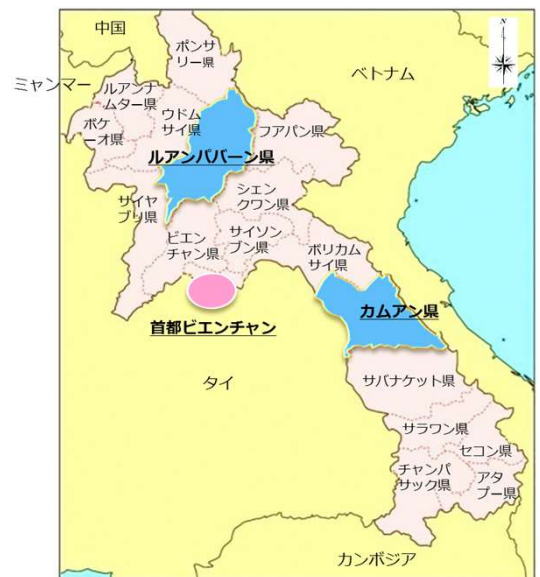 中国
ポンサ
リー県
ベトナム
N
ミャンマー
ルアンナ
ムター県
ウドム
サイ県
ボケ
ーオ県
フアパン県
ルアンパバーン県
シェン
クワン県
サイヤ
ブリ県
サイソン
ブン県
ビエン
チャン県
ボリカム
サイ県
首都ビエンチャン
カムアン県
タイ
サバナケット県
サラワン県
セコン県
チャンパ
サック県
アタ
プー県
カンボジア